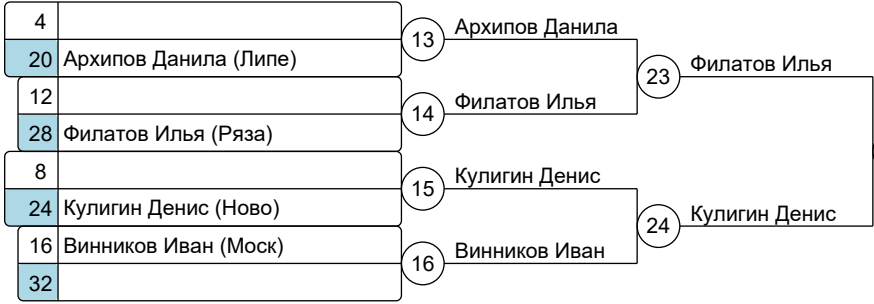 4
20 Архипов Данила (Липе)
13 Архипов Данила
12
28 Филатов Илья (Ряза)
14 Филатов Илья
23 Филатов Илья
8
24 Кулигин Денис (Ново)
15 Кулигин Денис
16 Винников Иван (Моск)
32
16 Винников Иван
24 Кулигин Денис